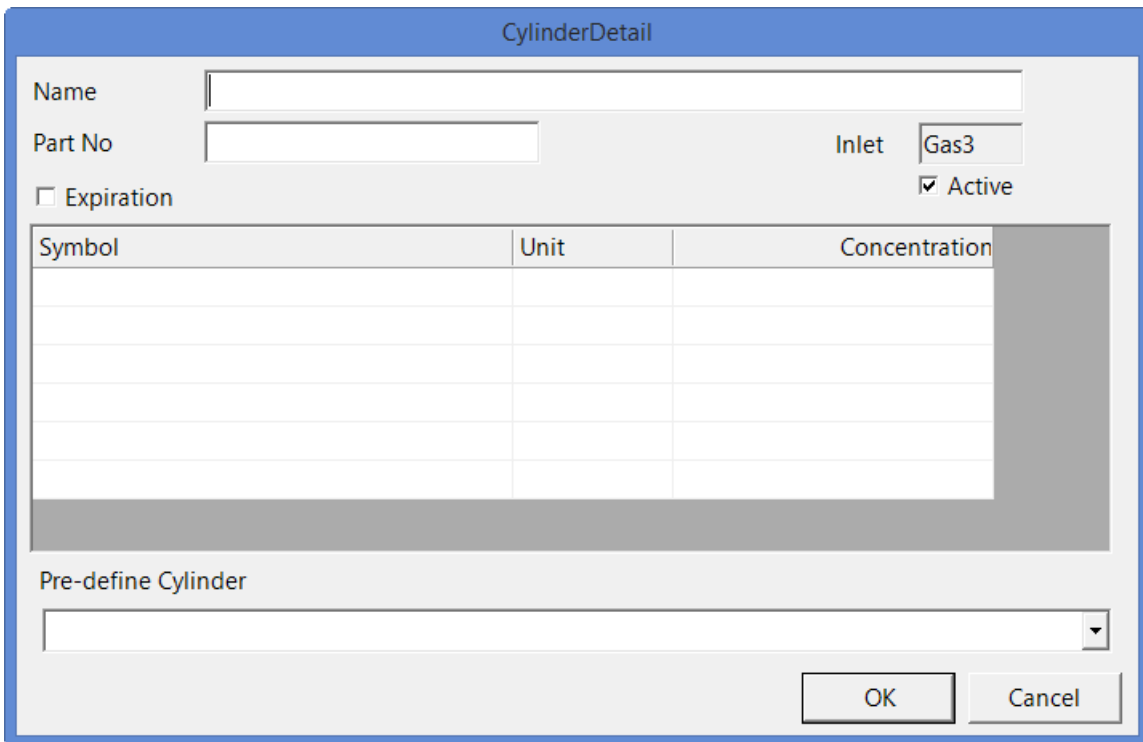 CylinderDetail
Name
Part No
Inlet Gas3
Expiration
Active
Symbol Unit Concentration
Pre-define Cylinder
OK Cancel